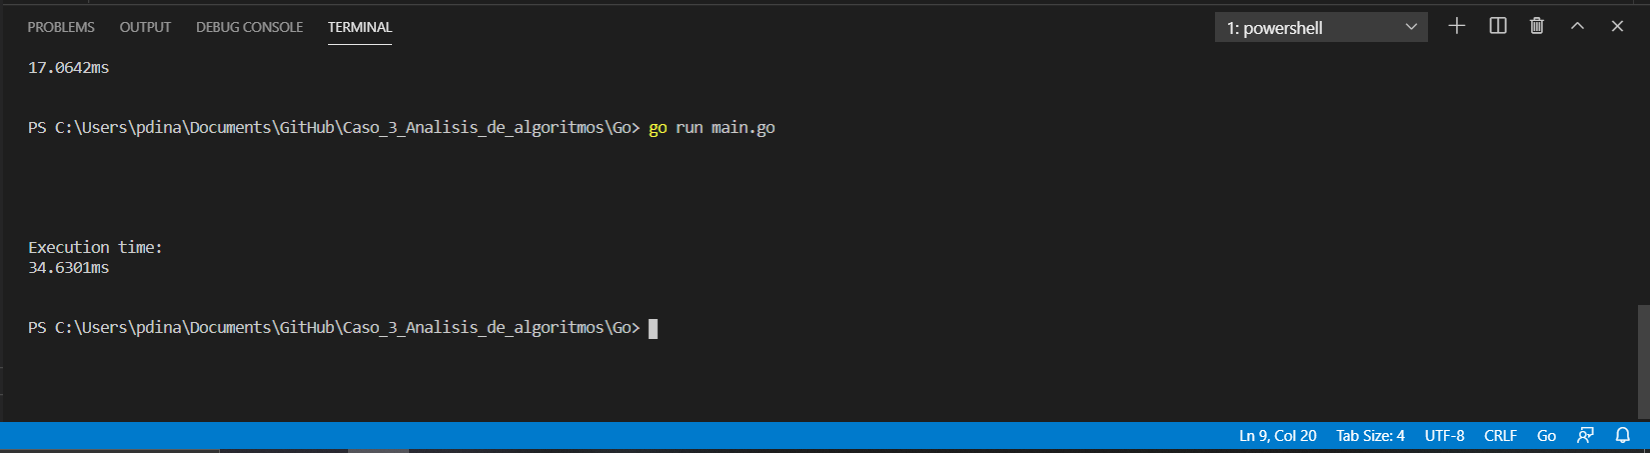 PROBLEMS OUTPUT DEBUG CONSOLE TERMINAL 1: powershell
17.0642ms
PS C:\Users\pdina\Documents\GitHub\Caso_3_Analisis_de_algoritmos\Go> go run main.go
Execution time:
34.6301ms
PS C:\Users\pdina\Documents\GitHub\Caso_3_Analisis_de_algoritmos\Go>
Ln 9, Col 20 Tab Size: 4 UTF-8 CRLF Go